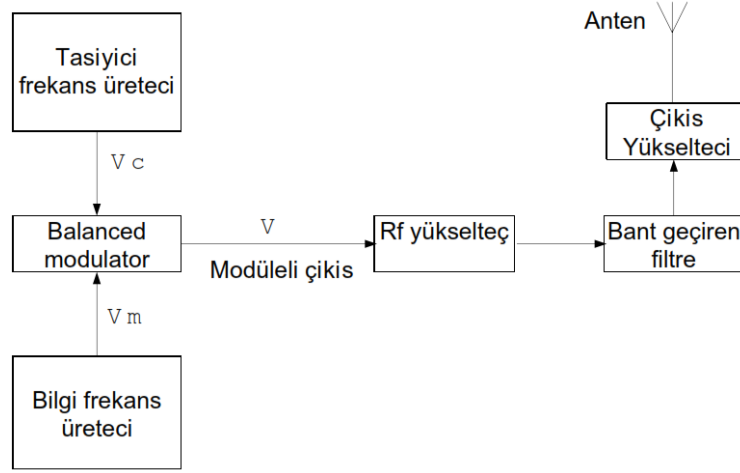 Tasiyici
frekans üreteci
Anten
Çikis
Yükselteci
V c
Balanced
modulator
V
Modüleli çikis
Rf yükselteç
Bant geçiren
filtre
V m
Bilgi frekans
üreteci